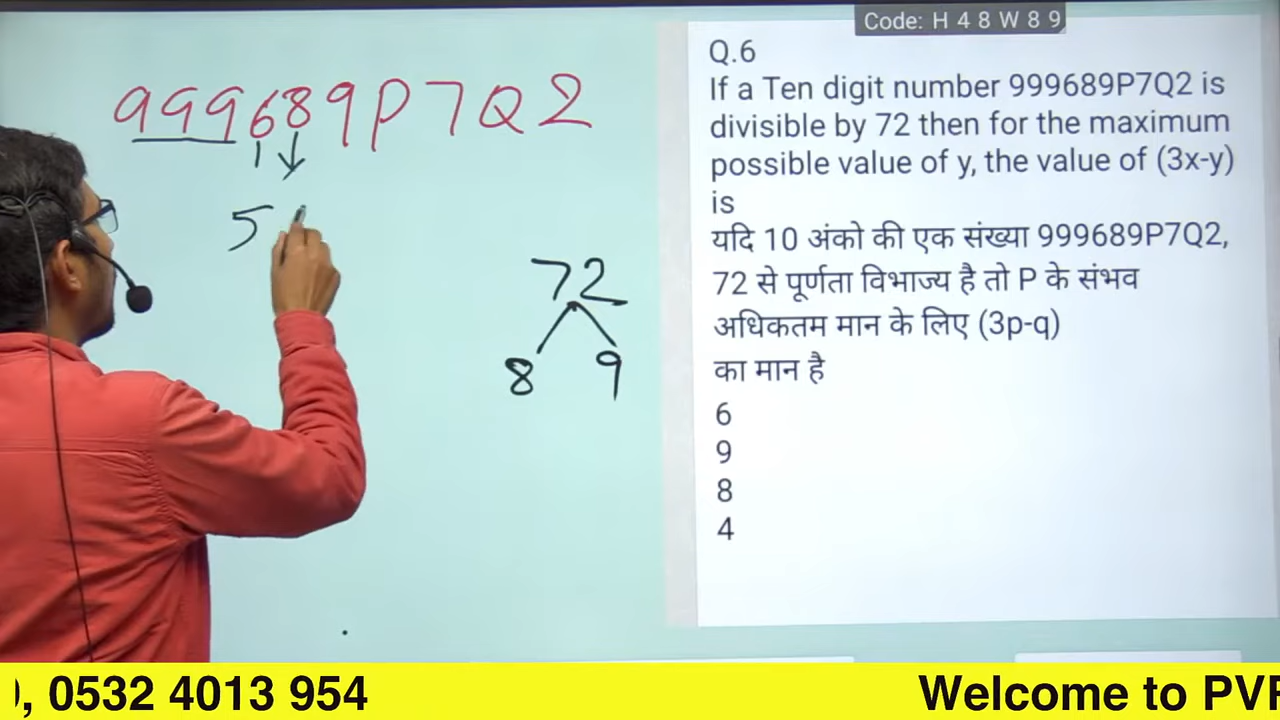 Code: H 4 8 W 8 9
999689P7Q2
5
72
8 9
Q.6
If a Ten digit number 999689P7Q2 is
divisible by 72 then for the maximum
possible value of y, the value of (3x-y)
is
यदि 10 अंको की एक संख्या 999689P7Q2,
72 से पूर्णता विभाज्य है तो P के संभव
अधिकतम मान के लिए (3p-q)
का मान है
6
9
8
4
, 0532 4013 954
Welcome to PVP